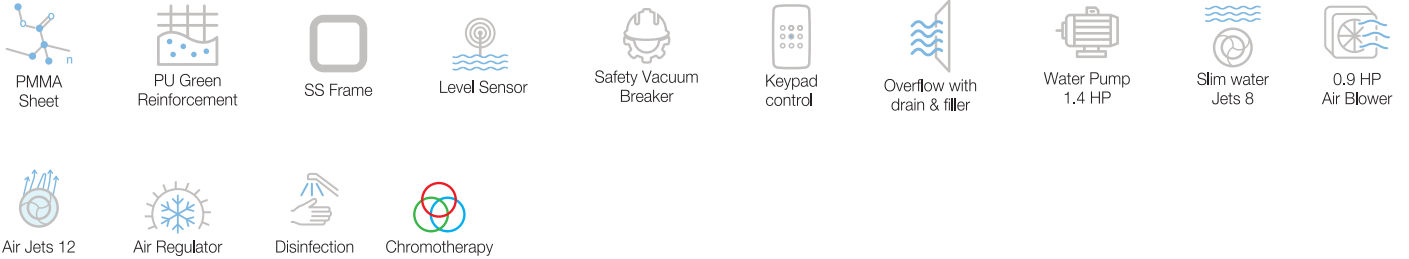 n
PMMA
Sheet
PU Green
Reinforcement
SS Frame
Level Sensor
Safety Vacuum
Breaker
Keypad
control
Overflow with
drain & filler
Water Pump
1.4 HP
Slim water
Jets 8
0.9 HP
Air Blower
Air Jets 12
Air Regulator
Disinfection
Chromotherapy